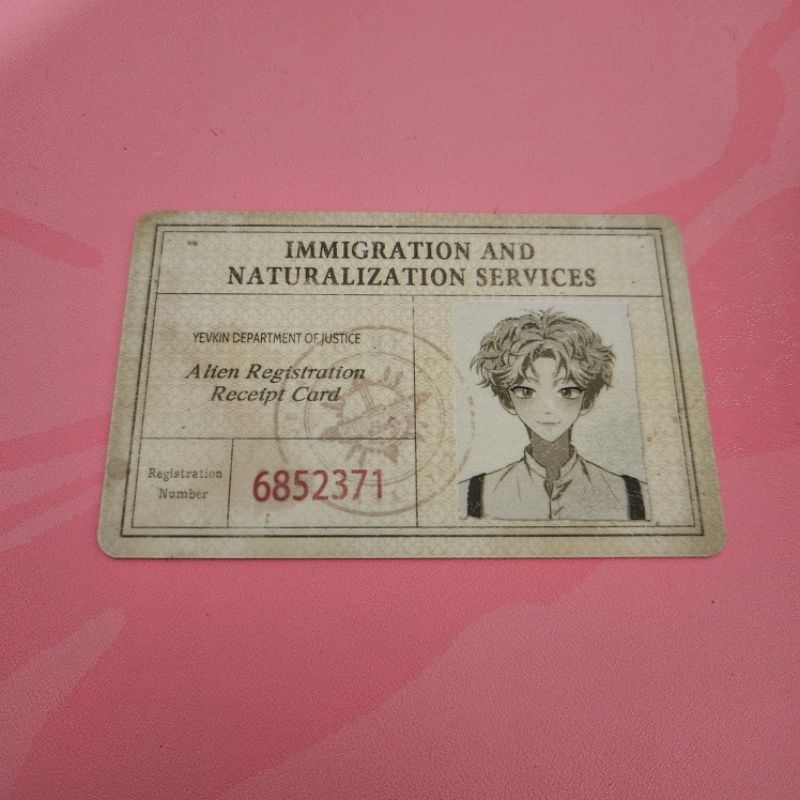 IMMIGRATION AND
NATURALIZATION SERVICES
YEVKIN DEPARTMENT OF JUSTICE
Alien Registration
Receipt Card
Registration
Number
6852371